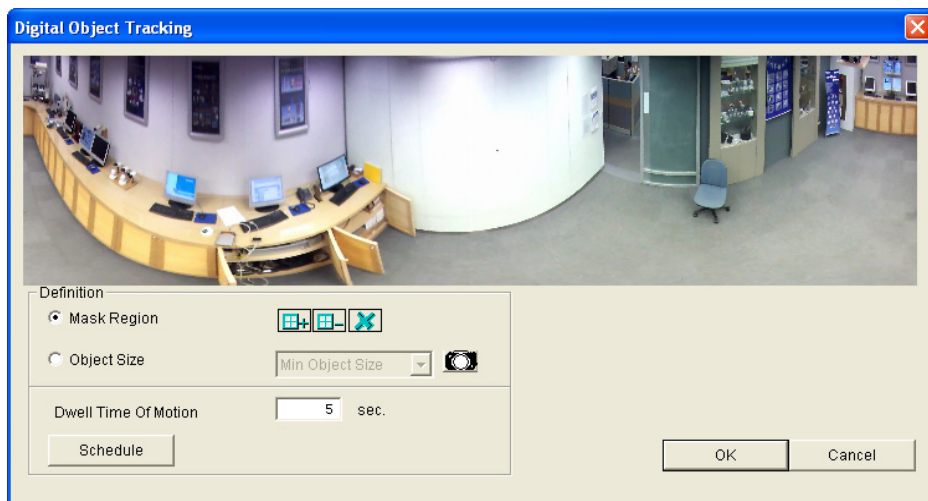 Digital Object Tracking
Definition
Mask Region
Object Size
Min Object Size
Dwell Time Of Motion
5 sec.
Schedule
OK
Cancel